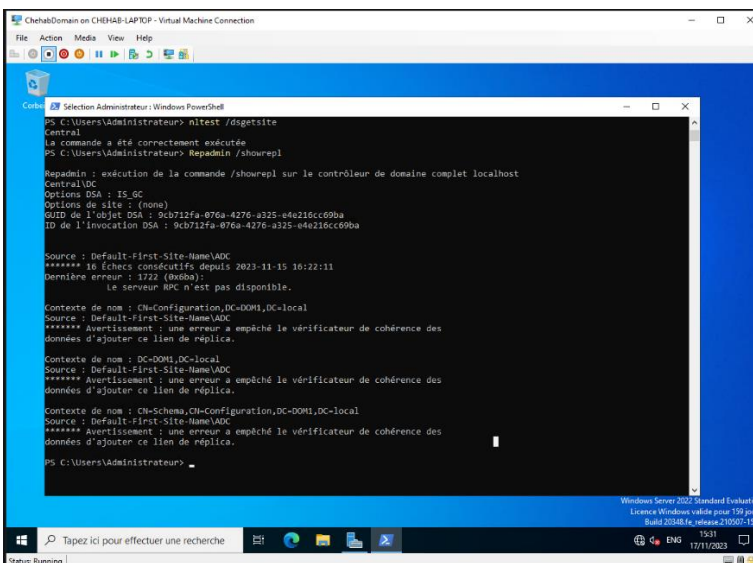 ChehabDomain on CHEHAB-LAPTOP - Virtual Machine Connection
File Action Media View Help
Sélection Administrateur : Windows PowerShell
PS C:\Users\Administrateur> nltest /dsgetsite
Central
La commande a été correctement exécutée
PS C:\Users\Administrateur> Repadmin /showrepl
Repadmin : exécution de la commande /showrepl sur le contrôleur de domaine complet localhost
Central\DC
Options DSA : IS_GC
Options de site : (none)
GUID de l'objet DSA : 9cb712fa-076a-4276-a325-e4e216cc69ba
ID de l'invocation DSA : 9cb712fa-076a-4276-a325-e4e216cc69ba
Source : Default-First-Site-Name\ADC
******* 16 Échecs consécutifs depuis 2023-11-15 16:22:11
Dernière erreur : 1722 (0x6ba):
Le serveur RPC n'est pas disponible.
Contexte de nom : CN=Configuration,DC=DOM1,DC=local
Source : Default-First-Site-Name\ADC
******* Avertissement : une erreur a empêché le vérificateur de cohérence des
données d'ajouter ce lien de réplica.
Contexte de nom : DC=DOM1,DC=local
Source : Default-First-Site-Name\ADC
******* Avertissement : une erreur a empêché le vérificateur de cohérence des
données d'ajouter ce lien de réplica.
Contexte de nom : CN=Schema,CN=Configuration,DC=DOM1,DC=local
Source : Default-First-Site-Name\ADC
******* Avertissement : une erreur a empêché le vérificateur de cohérence des
données d'ajouter ce lien de réplica.
PS C:\Users\Administrateur>
Windows Server 2022 Standard Evaluati
Licence Windows valide pour 159 jo
Build 20348.fe_release.210507-15
Tapez ici pour effectuer une recherche
ENG
15:31
17/11/2023
Status: Running